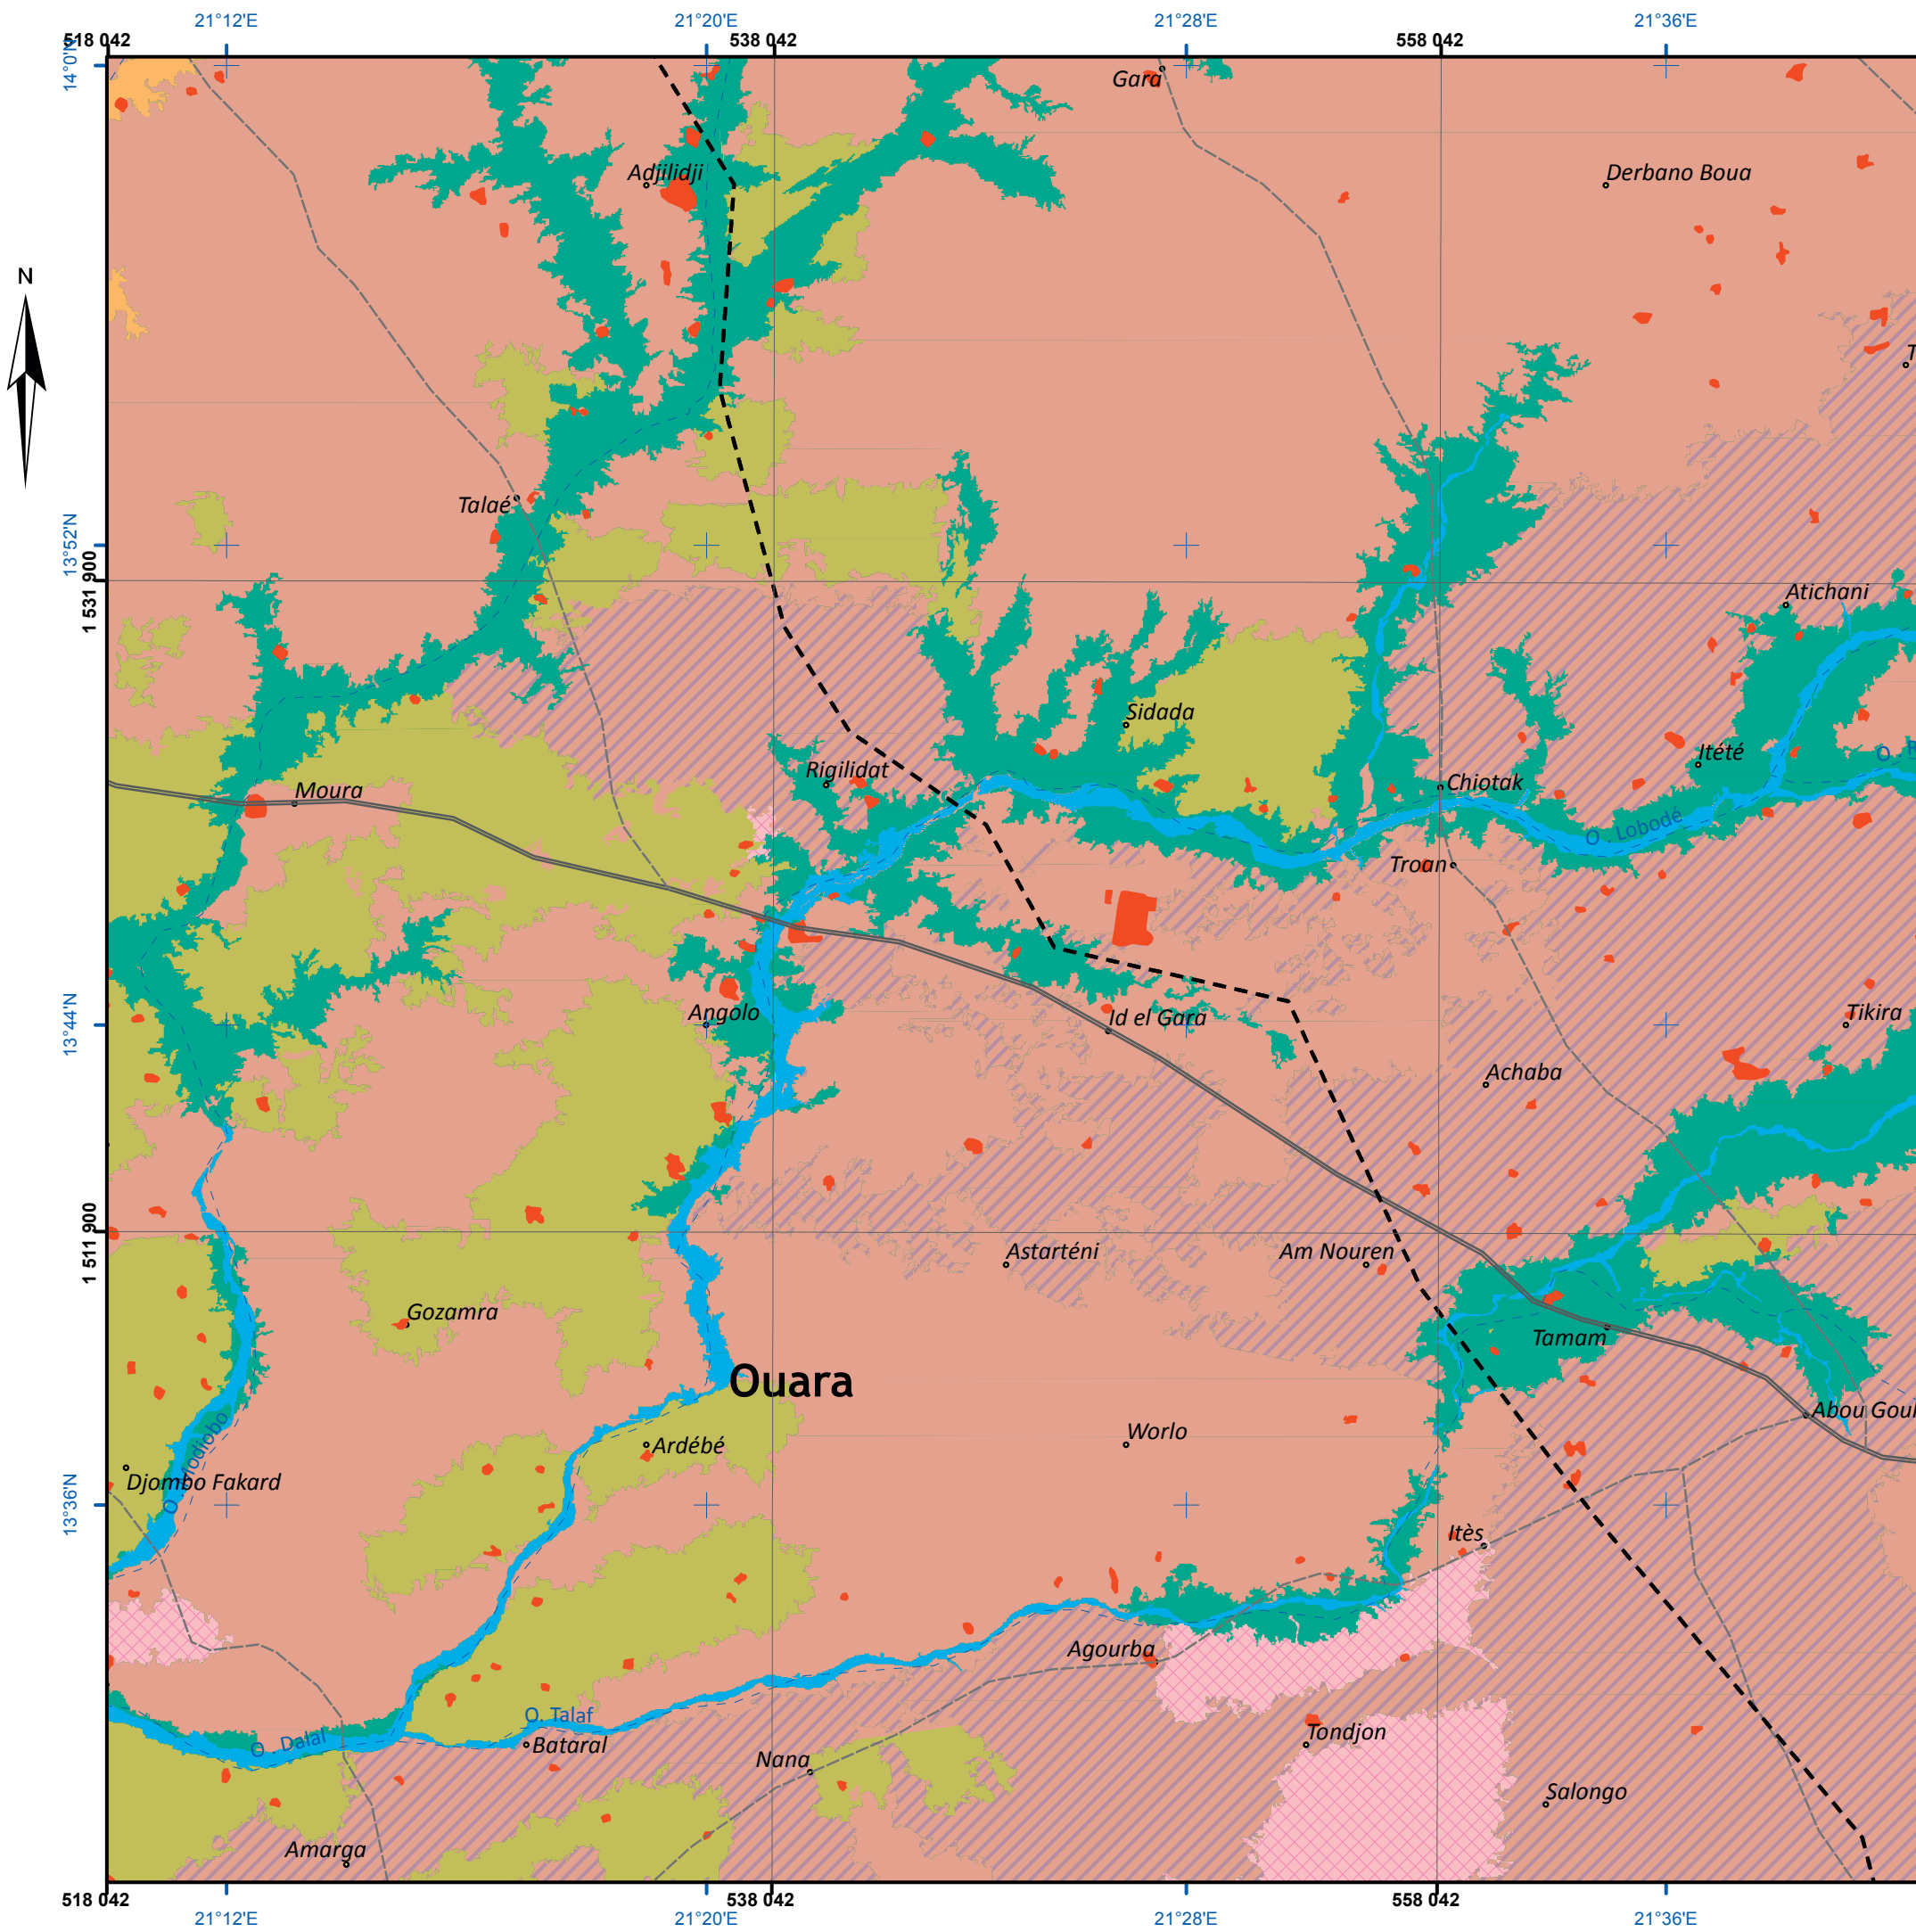 21°12'E
21°20'E
21°28'E
21°36'E
518 042
538 042
558 042
14°0'N
Gara
Adjilidji
Derbano Boua
N
T
Talaé
13°52'N
1 531 900
Atichani
Sidada
Itété
O. B
Rigilidat
Moura
Chiotak
O. Lobodé
Troan
Angolo
Id el Gara
Tikira
13°44'N
Achaba
1 511 900
Astarténi
Am Nouren
Gozamra
Tamam
Ouara
Abou Goul
Worlo
Ardébé
O. Modiobo
Djombo Fakard
13°36'N
Itès
Agourba
O. Talaf
O. Dalal
Bataral
Tondjon
Nana
Salongo
Amarga
518 042
538 042
558 042
21°12'E
21°20'E
21°28'E
21°36'E